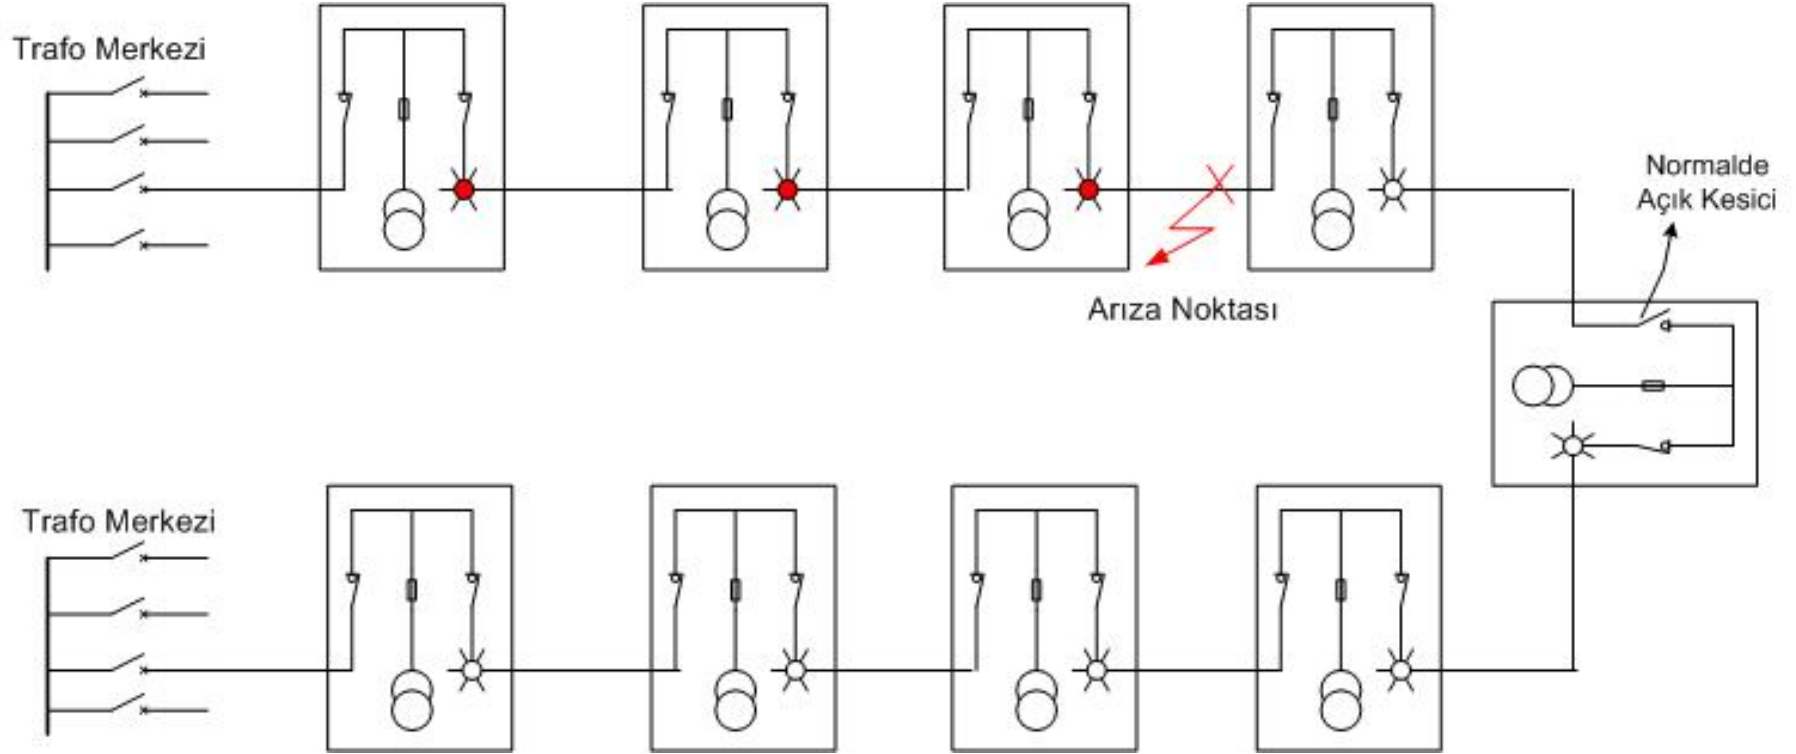 Trafo Merkezi
Normalde
Açık Kesici
Arıza Noktası
Trafo Merkezi